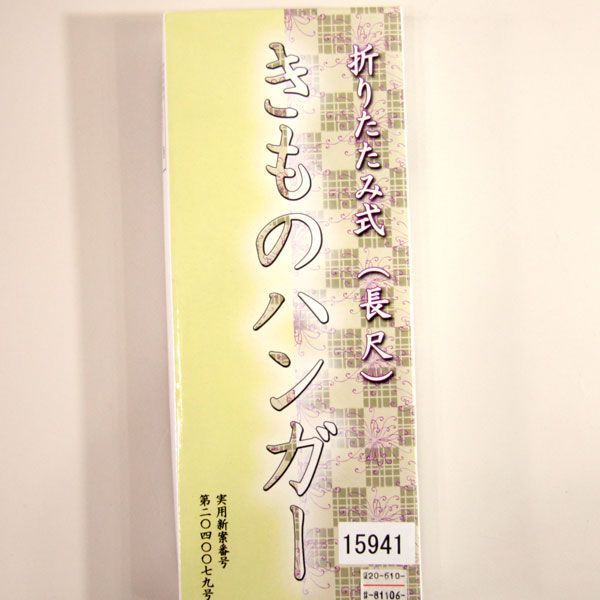 折りたたみ式（長尺）
きものハンガー
実用新案番号
第二〇四〇〇七九号
15941